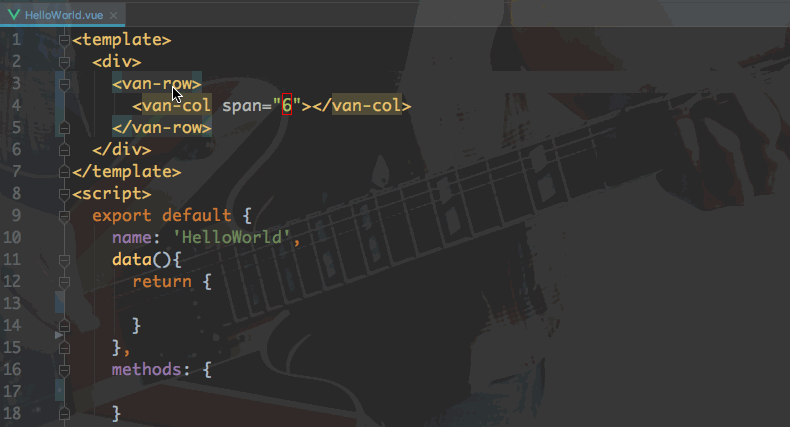 HelloWorld.vue
1 <template>
2 <div>
3 <van-row>
4 <van-col span="6"></van-col>
5 </van-row>
6 </div>
7 </template>
8 <script>
9 export default {
10 name: 'HelloWorld',
11 data(){
12 return {
13
14 }
15 },
16 methods: {
17
18 }